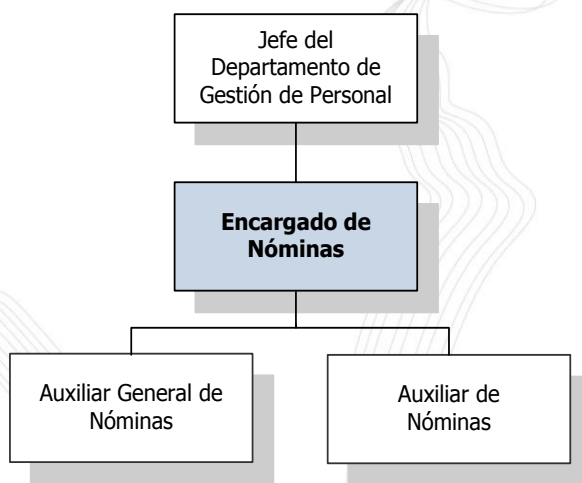 Jefe del
Departamento de
Gestión de Personal
Encargado de
Nóminas
Auxiliar General de
Nóminas
Auxiliar de
Nóminas